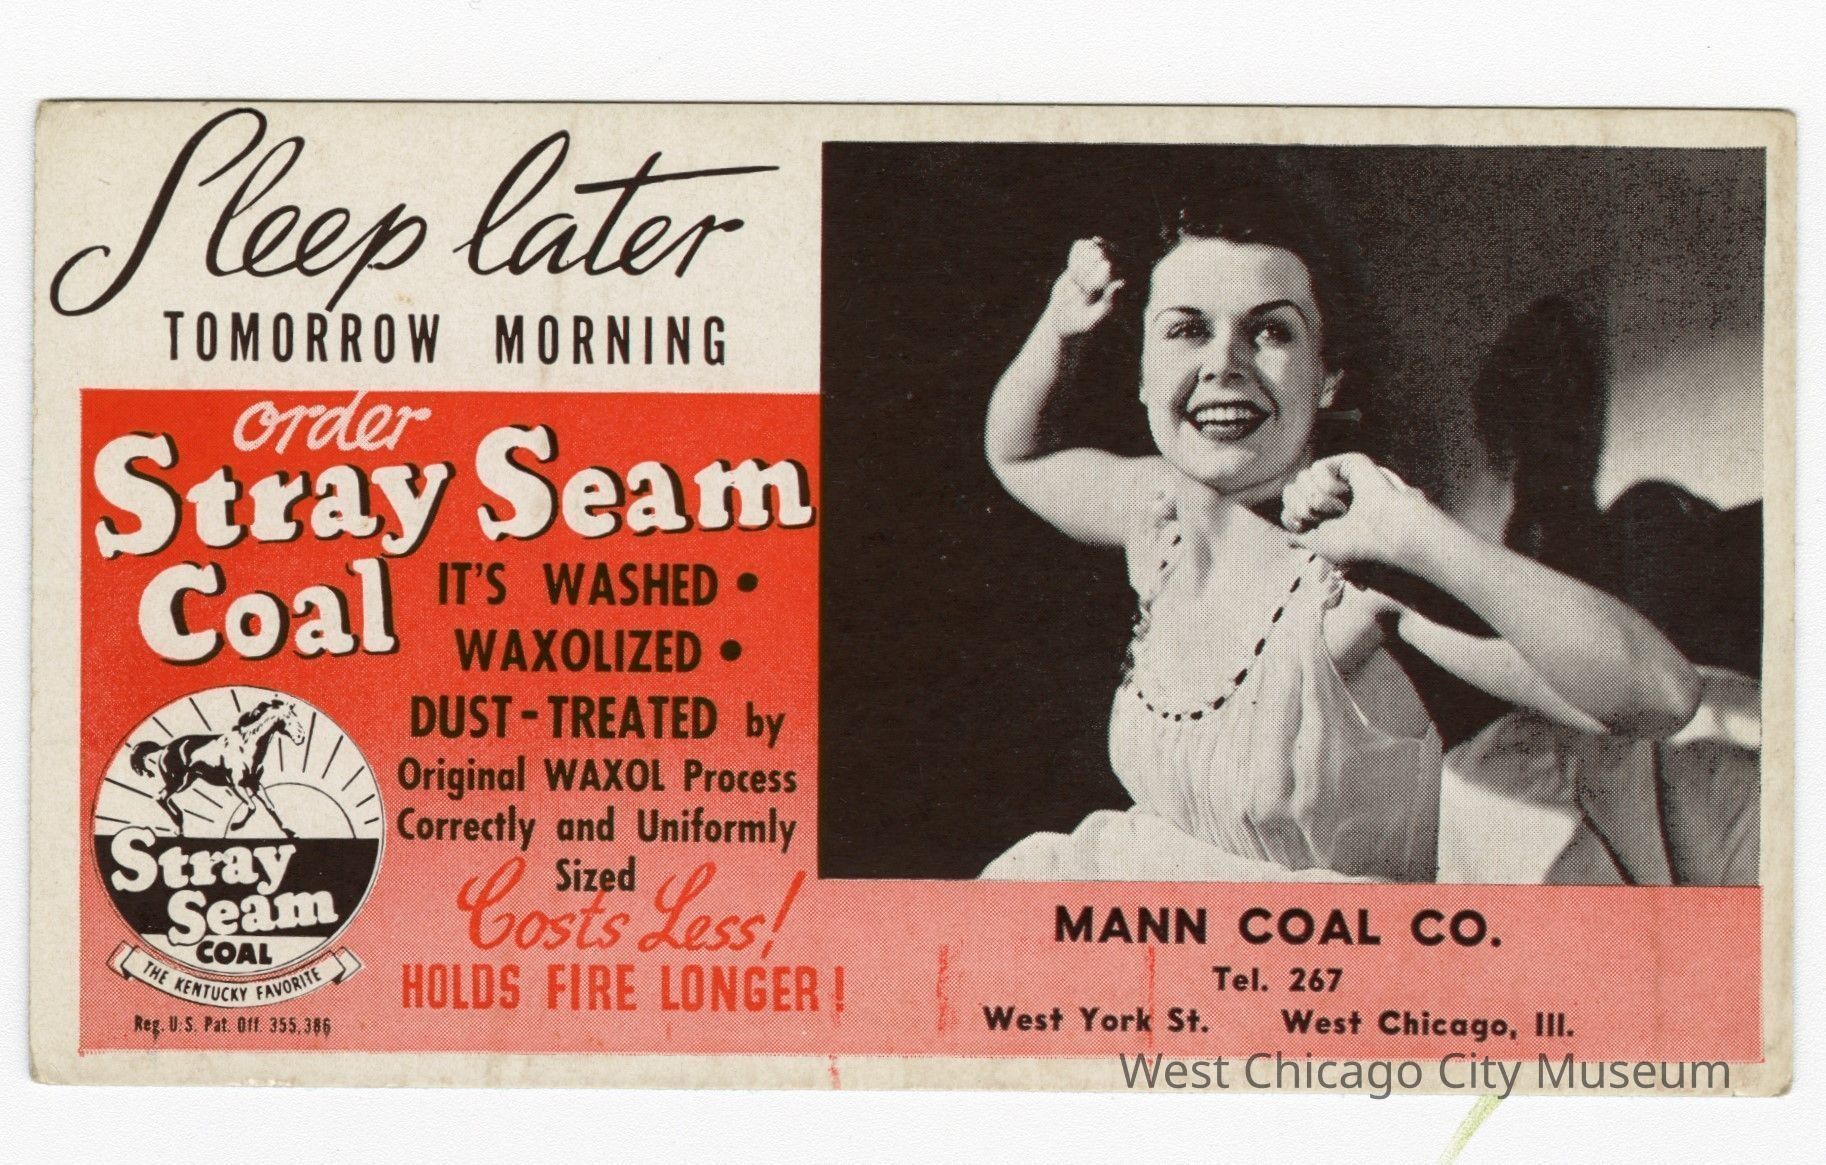 Sleep later
TOMORROW MORNING
order
Stray Seam
Coal
IT'S WASHED •
WAXOLIZED •
DUST-TREATED by
Original WAXOL Process
Correctly and Uniformly
Sized
Costs Less!
HOLDS FIRE LONGER!
Stray
Seam
COAL
THE KENTUCKY FAVORITE
Reg. U.S. Pat. Off. 355,386
MANN COAL CO.
Tel. 267
West York St. West Chicago, Ill.
West Chicago City Museum